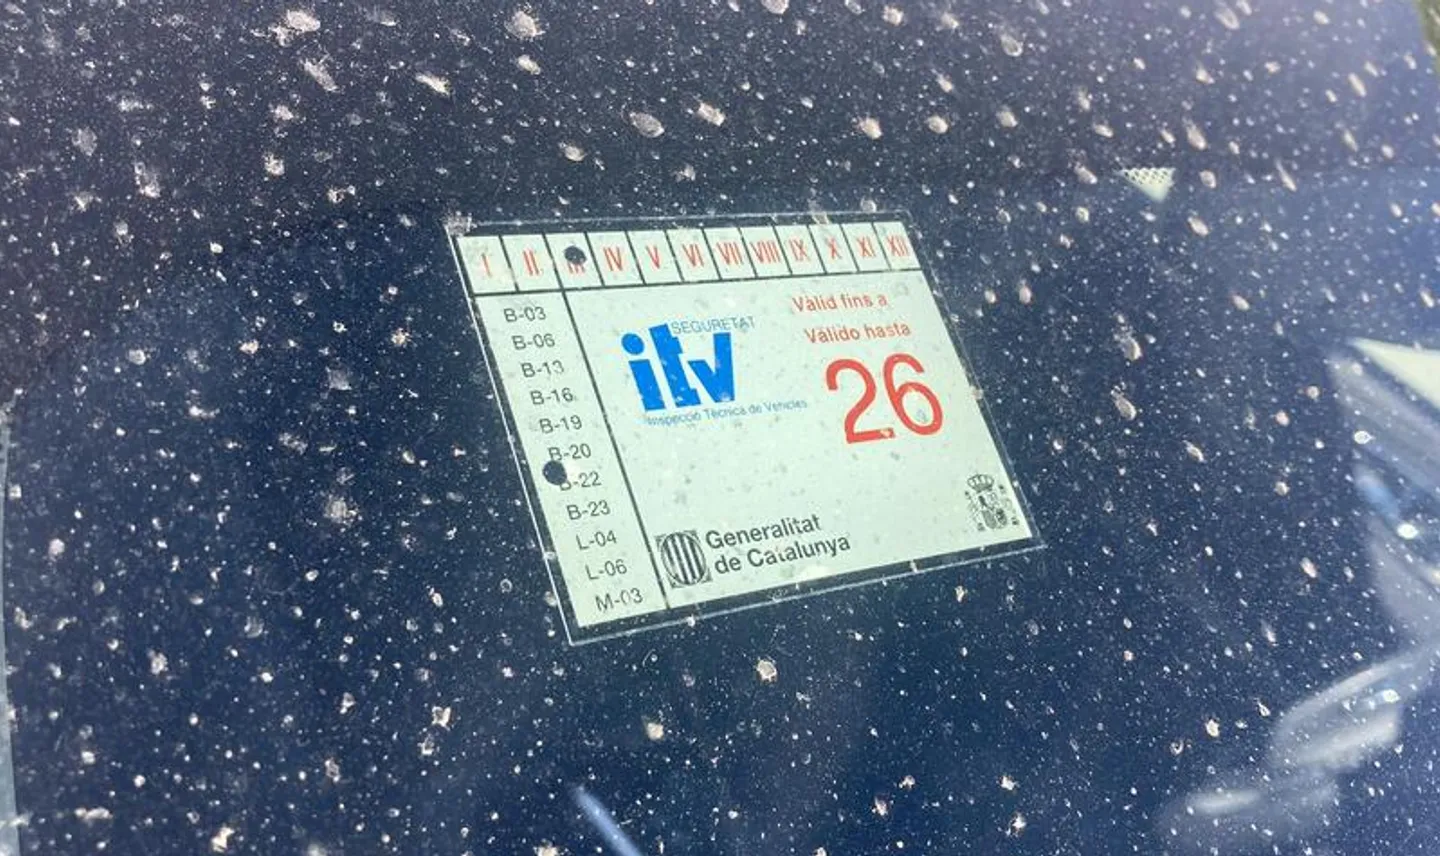 I II III IV V VI VII VIII IX X XI XII
B-03
B-06
B-13
B-16
B-19
B-20
B-22
B-23
L-04
L-06
M-03
SEGURETAT
itv
Inspecció Tècnica de Vehicles
Vàlid fins a
Válido hasta
26
Generalitat
de Catalunya